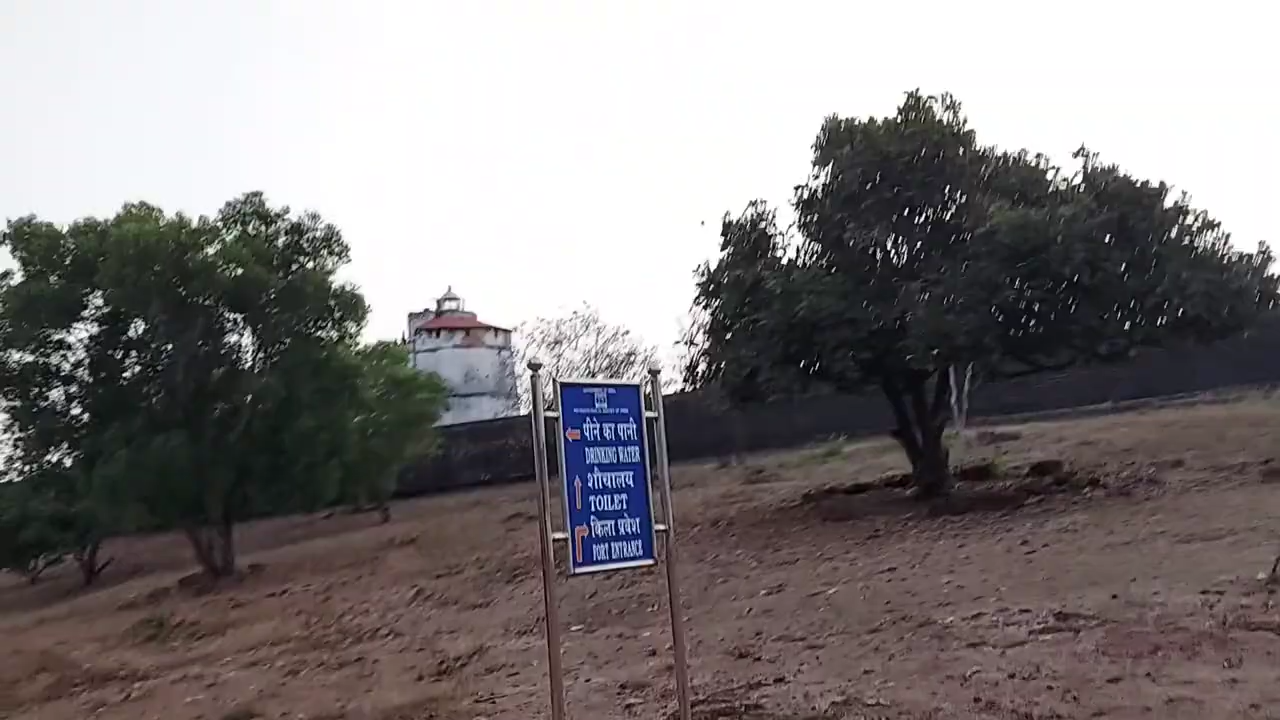 पीने का पानी
DRINKING WATER
शौचालय
TOILET
किला प्रवेश
FORT ENTRANCE